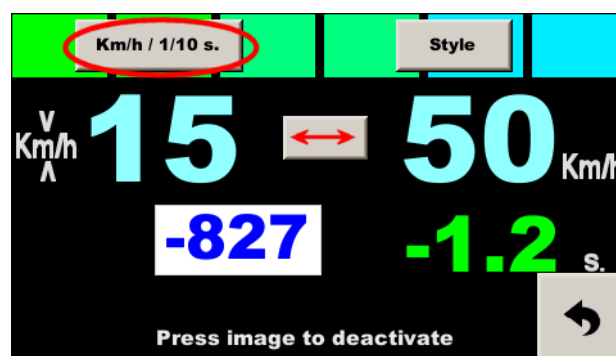 Km/h / 1/10 s. Style
v
Km/h 15 50 Km/h
-827 -1.2 s.
Press image to deactivate